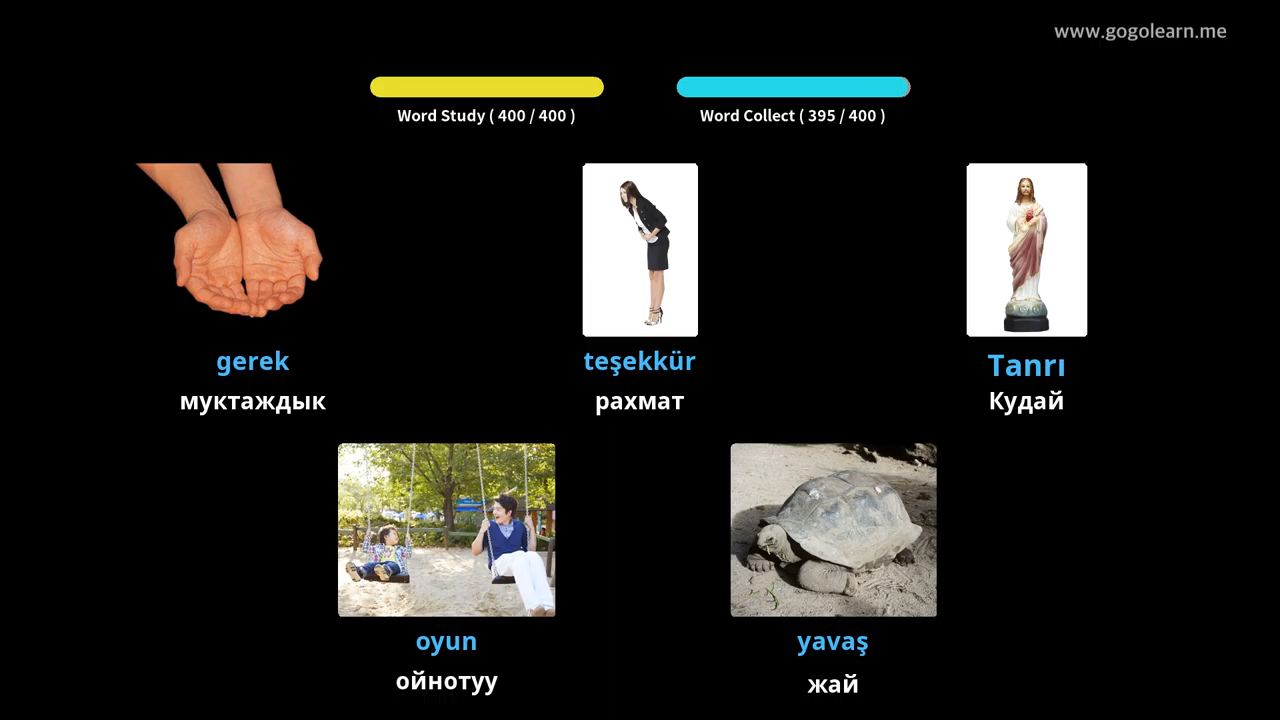 www.gogolearn.me
Word Study ( 400 / 400 )
Word Collect ( 395 / 400 )
gerek
teşekkür
Tanrı
муктаждык
рахмат
Кудай
oyun
yavaş
ойнотуу
жай